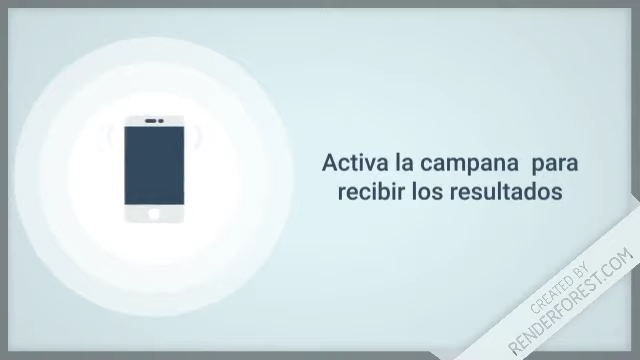 Activa la campana  para
recibir los resultados
CREATED BY
RENDERFOREST.COM